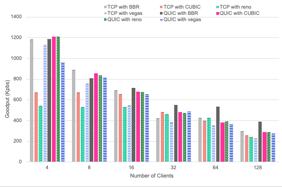 TCP with BBR TCP with CUBIC TCP with reno
TCP with vegas QUIC with BBR QUIC with CUBIC
QUIC with reno QUIC with vegas
1400
1200
1000
800
600
400
200
0
Goodput (Kpbs)
4 8 16 32 64 128
Number of Clients